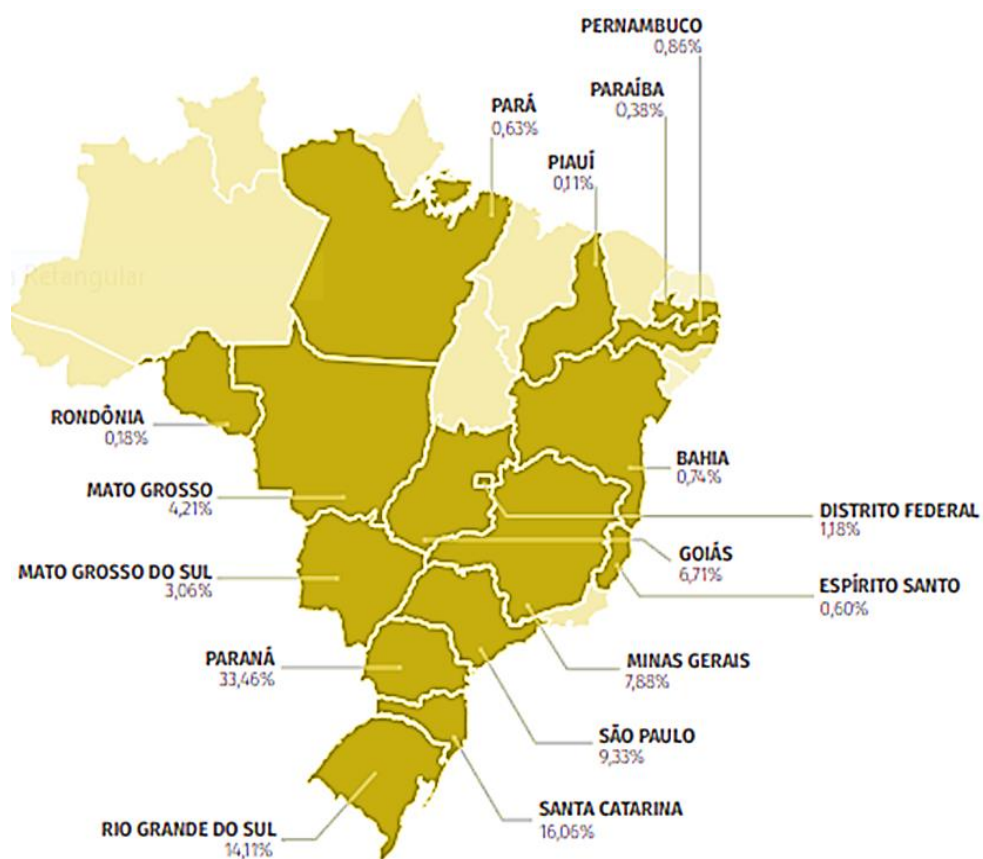 PERNAMBUCO
0,86%
PARAÍBA
0,38%
PARÁ
0,63%
PIAUÍ
0,11%
Retangular
RONDÔNIA
0,18%
BAHIA
0,74%
MATO GROSSO
4,21%
DISTRITO FEDERAL
1,18%
GOIÁS
6,71%
MATO GROSSO DO SUL
3,06%
ESPÍRITO SANTO
0,60%
PARANÁ
33,46%
MINAS GERAIS
7,88%
SÃO PAULO
9,33%
SANTA CATARINA
16,06%
RIO GRANDE DO SUL
14,11%